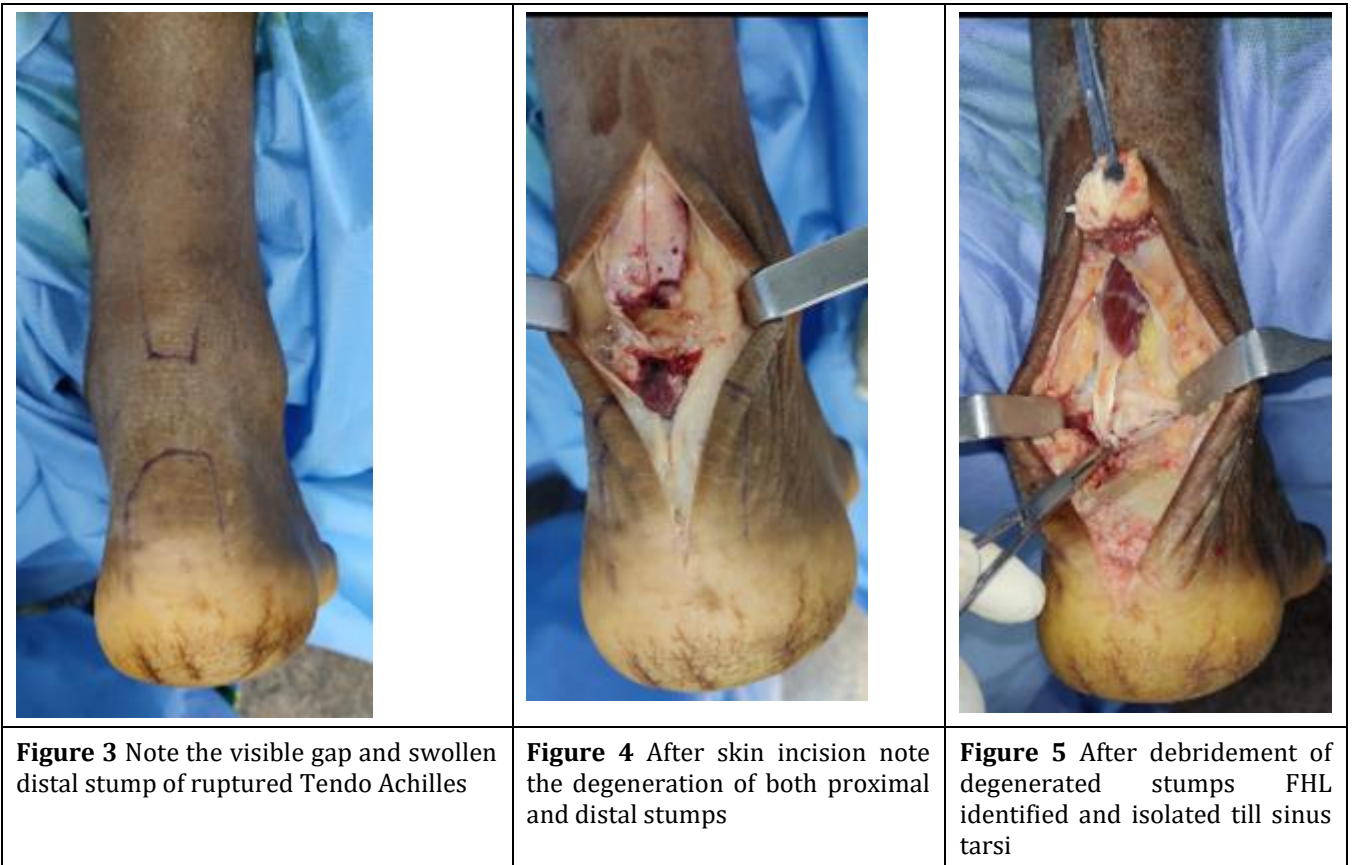 Figure 3 Note the visible gap and swollen
distal stump of ruptured Tendo Achilles
Figure 4 After skin incision note
the degeneration of both proximal
and distal stumps
Figure 5 After debridement of
degenerated stumps FHL
identified and isolated till sinus
tarsi